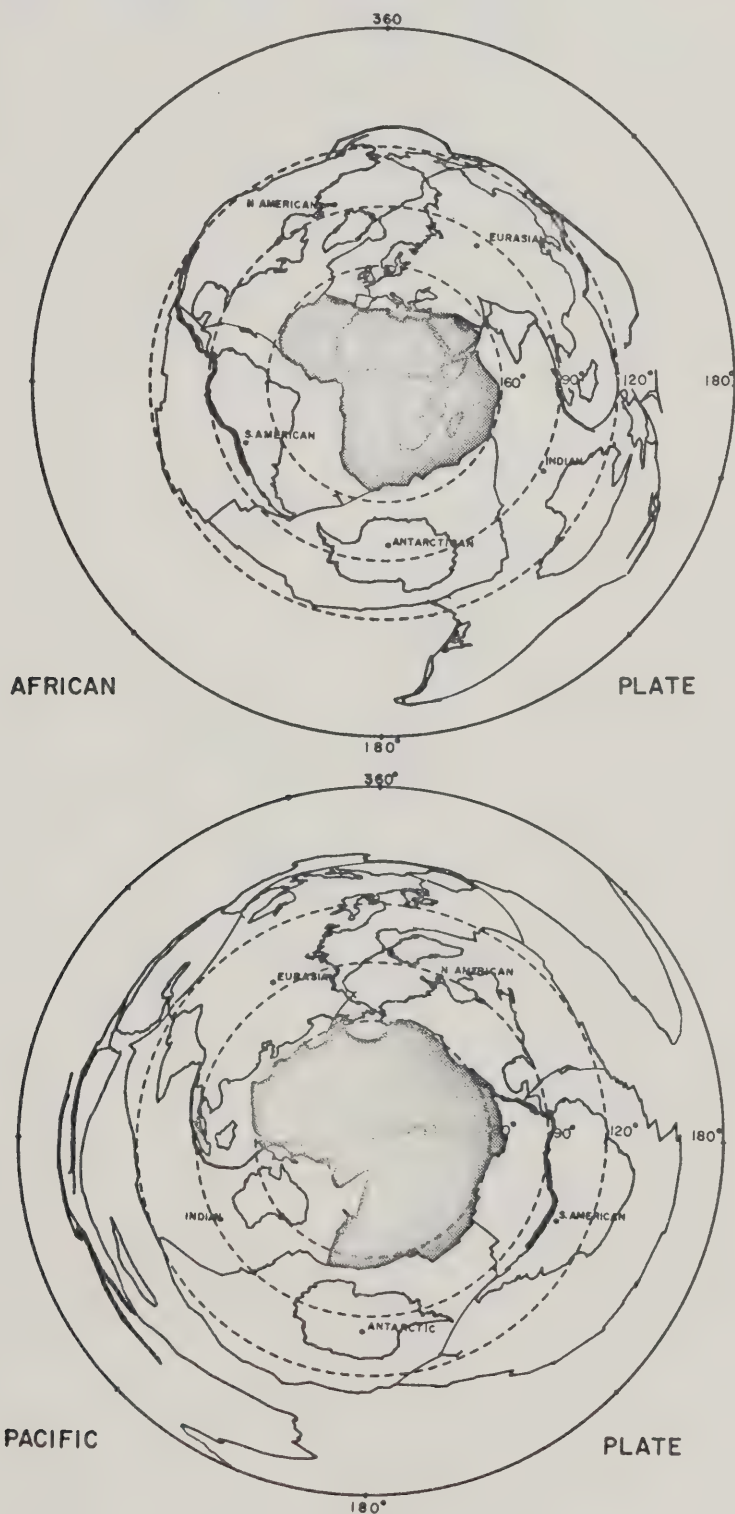 360
N AMERICAN
EURASIAN
160° 90° 120° 180°
S. AMERICAN
INDIAN
ANTARCTICAN
AFRICAN PLATE
180°
360°
EURASIA
N AMERICAN
90° 120° 180°
INDIAN
S. AMERICAN
ANTARCTIC
PACIFIC PLATE
180°